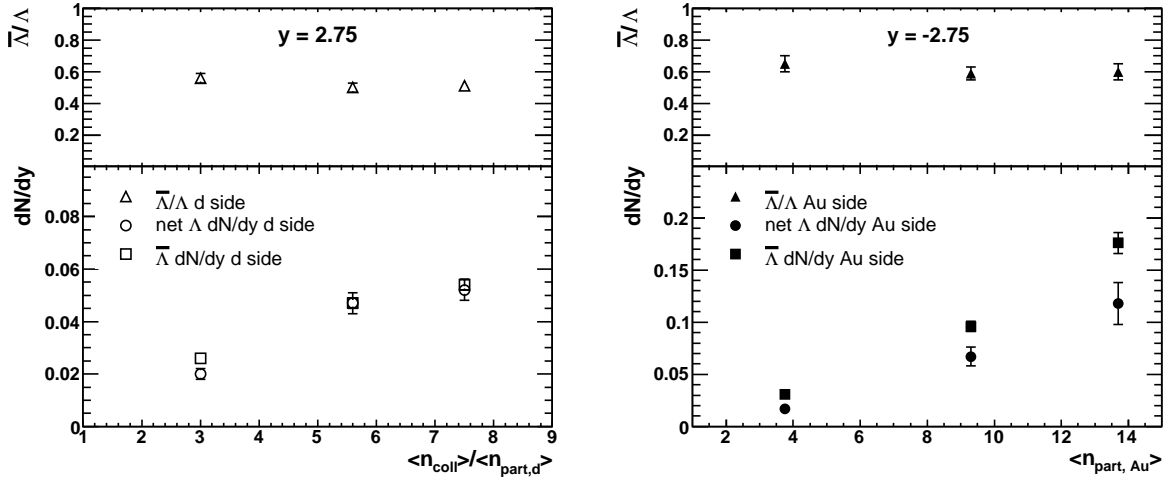 Λ̅/Λ
y = 2.75
1
0.8
0.6
0.4
0.2
dN/dy
0.08
0.06
0.04
0.02
0
Λ̅/Λ d side
net Λ dN/dy d side
Λ̅ dN/dy d side
1 2 3 4 5 6 7 8 9
<n_coll>/<n_part,d>
Λ̅/Λ
y = -2.75
1
0.8
0.6
0.4
0.2
dN/dy
0.2
0.15
0.1
0.05
0
Λ̅/Λ Au side
net Λ dN/dy Au side
Λ̅ dN/dy Au side
2 4 6 8 10 12 14
<n_part, Au>